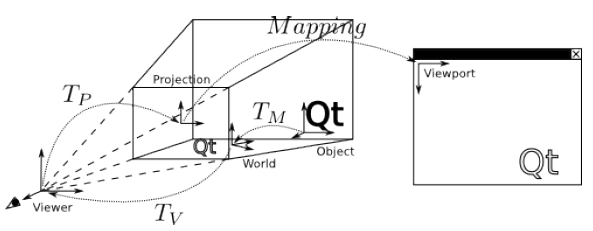 Mapping
Projection
Viewport
T_P
T_M
Qt
Qt
World
Object
Qt
Viewer
T_V